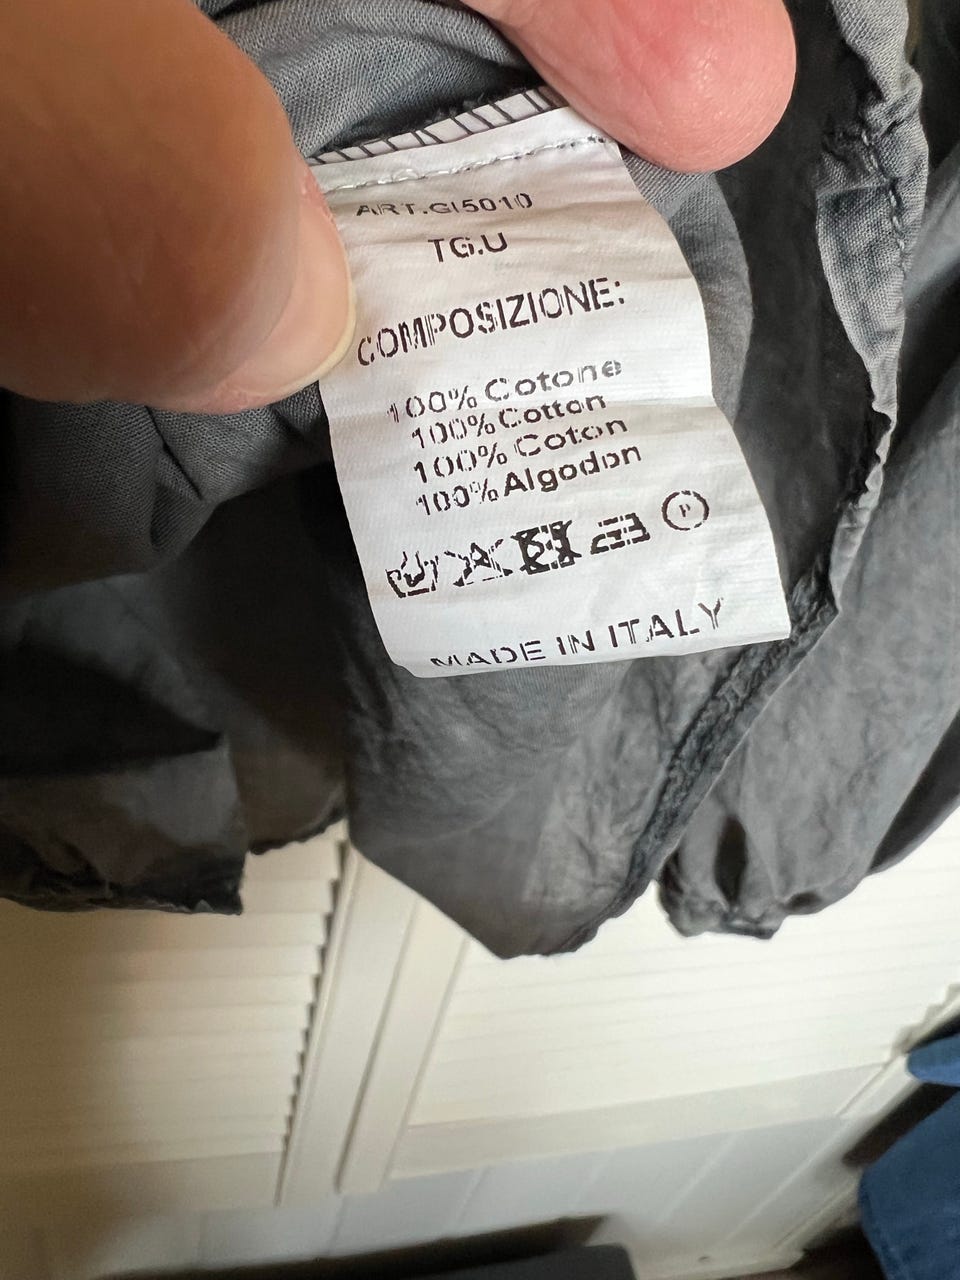 ART.GI5010
TG.U
COMPOSIZIONE:
100% Cotone
100% Cotton
100% Coton
100% Algodon
P
MADE IN ITALY